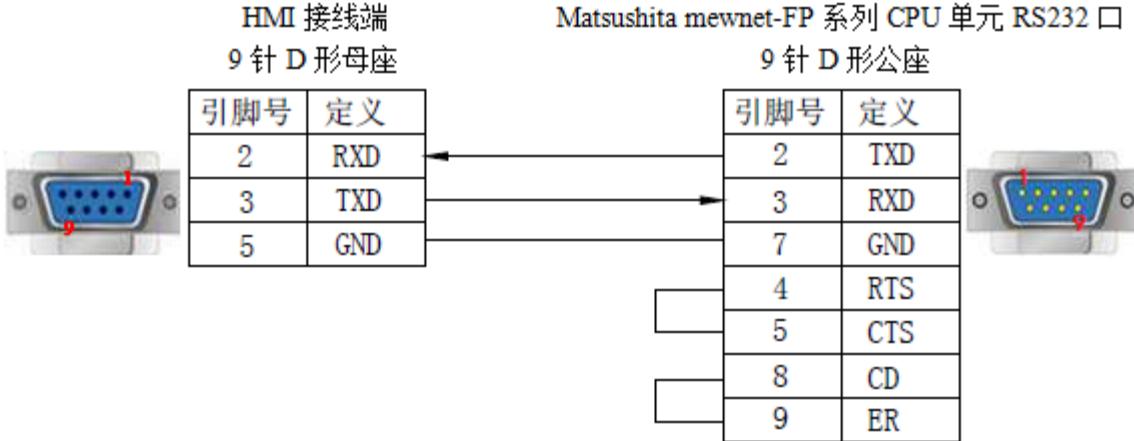 HMI 接线端
9 针 D 形母座
引脚号 定义
2 RXD
3 TXD
5 GND
1
9
Matsushita mewnet-FP 系列 CPU 单元 RS232 口
9 针 D 形公座
引脚号 定义
2 TXD
3 RXD
7 GND
4 RTS
5 CTS
8 CD
9 ER
1
9